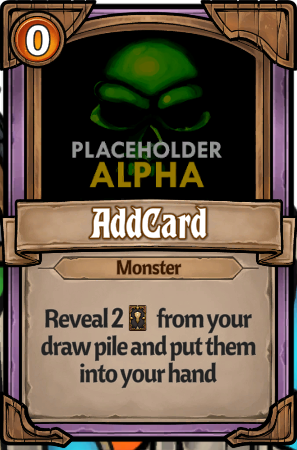 0
PLACEHOLDER
ALPHA
AddCard
Monster
Reveal 2 from your
draw pile and put them
into your hand